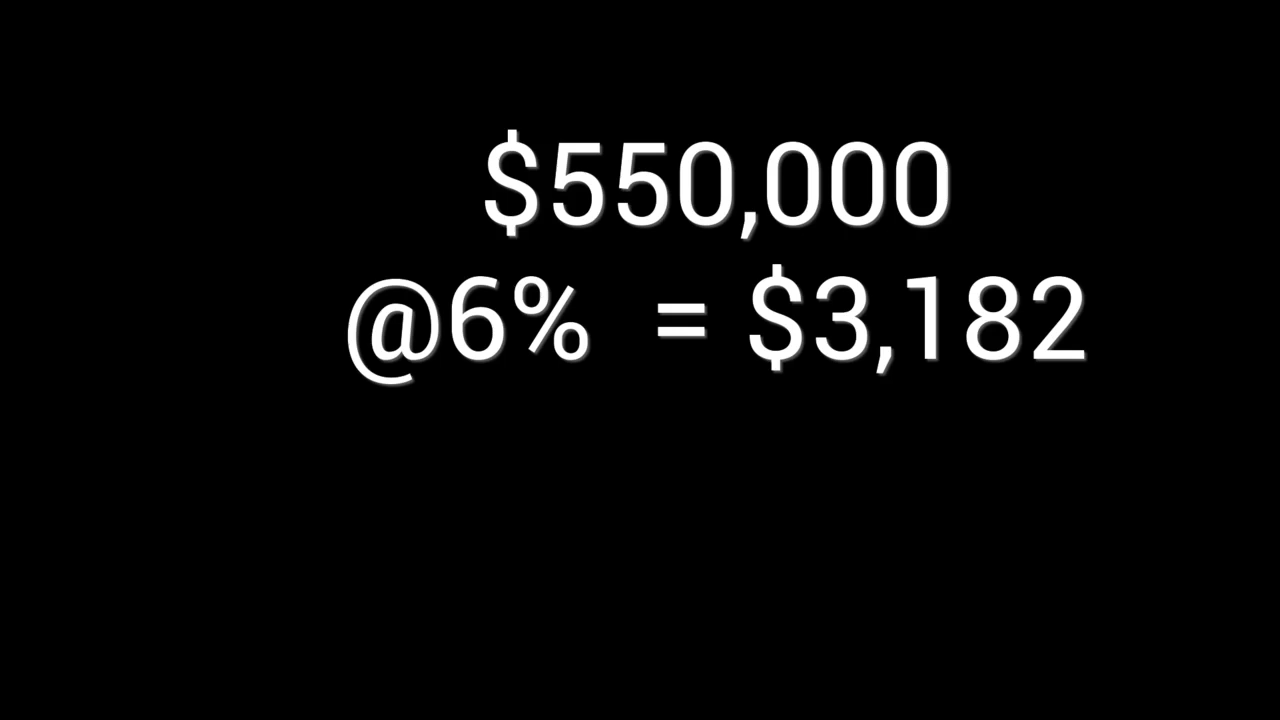 $550,000
@6% = $3,182